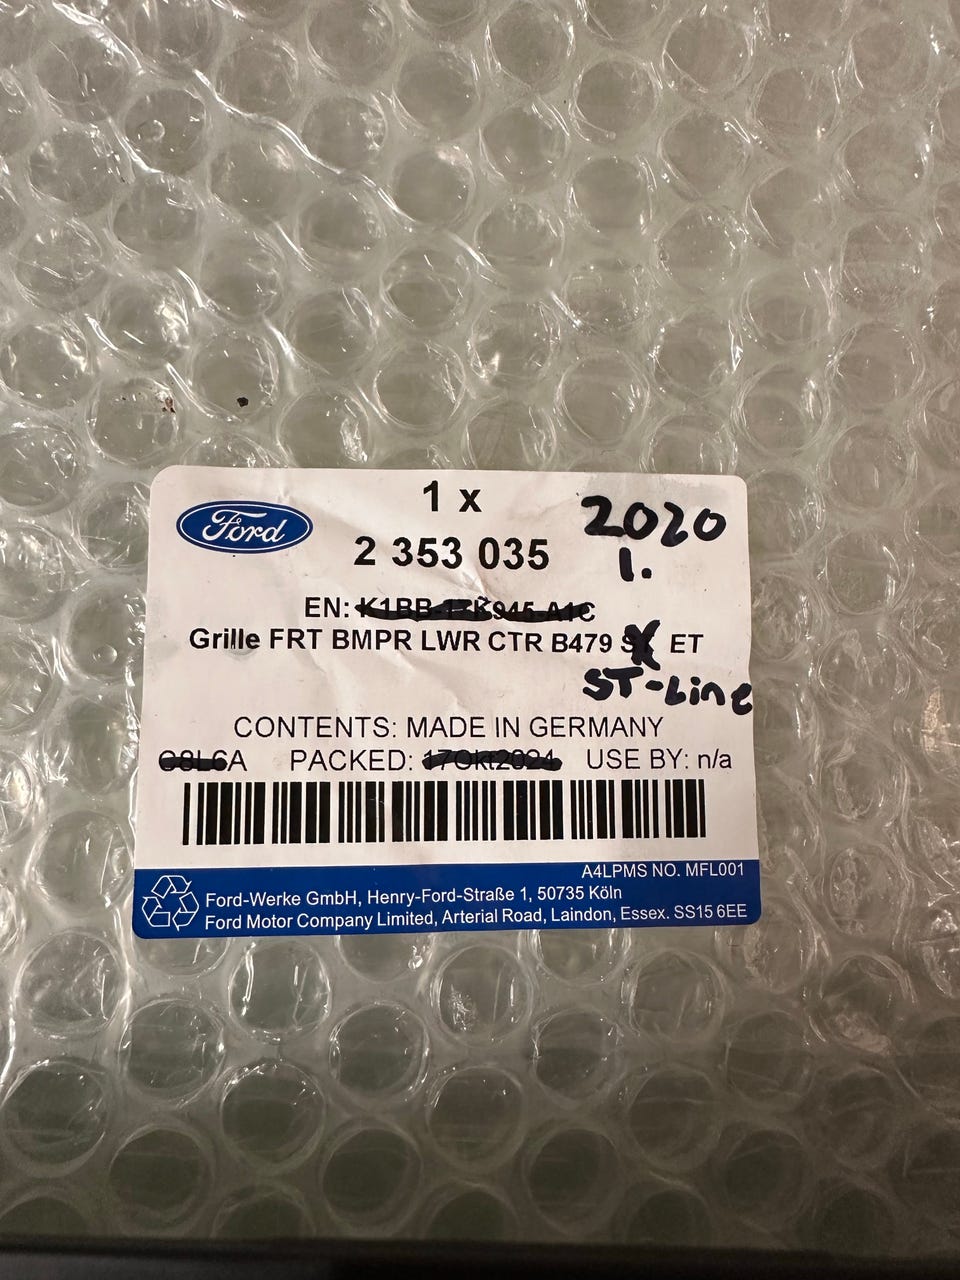 1 x
2020
Ford
2 353 035
1.
EN: K1BB-17K945-A1C
Grille FRT BMPR LWR CTR B479 ET
ST-Line
CONTENTS: MADE IN GERMANY
C8L6A PACKED: 17Okt2024 USE BY: n/a
A4LPMS NO. MFL001
Ford-Werke GmbH, Henry-Ford-Straße 1, 50735 Köln
Ford Motor Company Limited, Arterial Road, Laindon, Essex. SS15 6EE